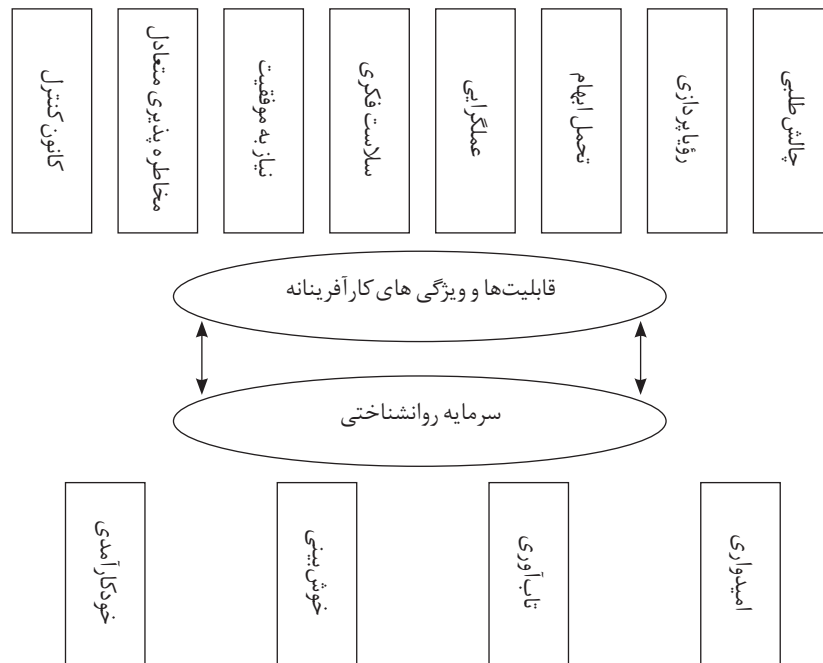 چالش طلبی
رؤیاپردازی
تحمل ابهام
عملگرایی
سلاست فکری
نیاز به موفقیت
مخاطره پذیری متعادل
کانون کنترل
قابلیت‌ها و ویژگی های کارآفرینانه
سرمایه روانشناختی
امیدواری
تاب‌آوری
خوش‌بینی
خودکارآمدی